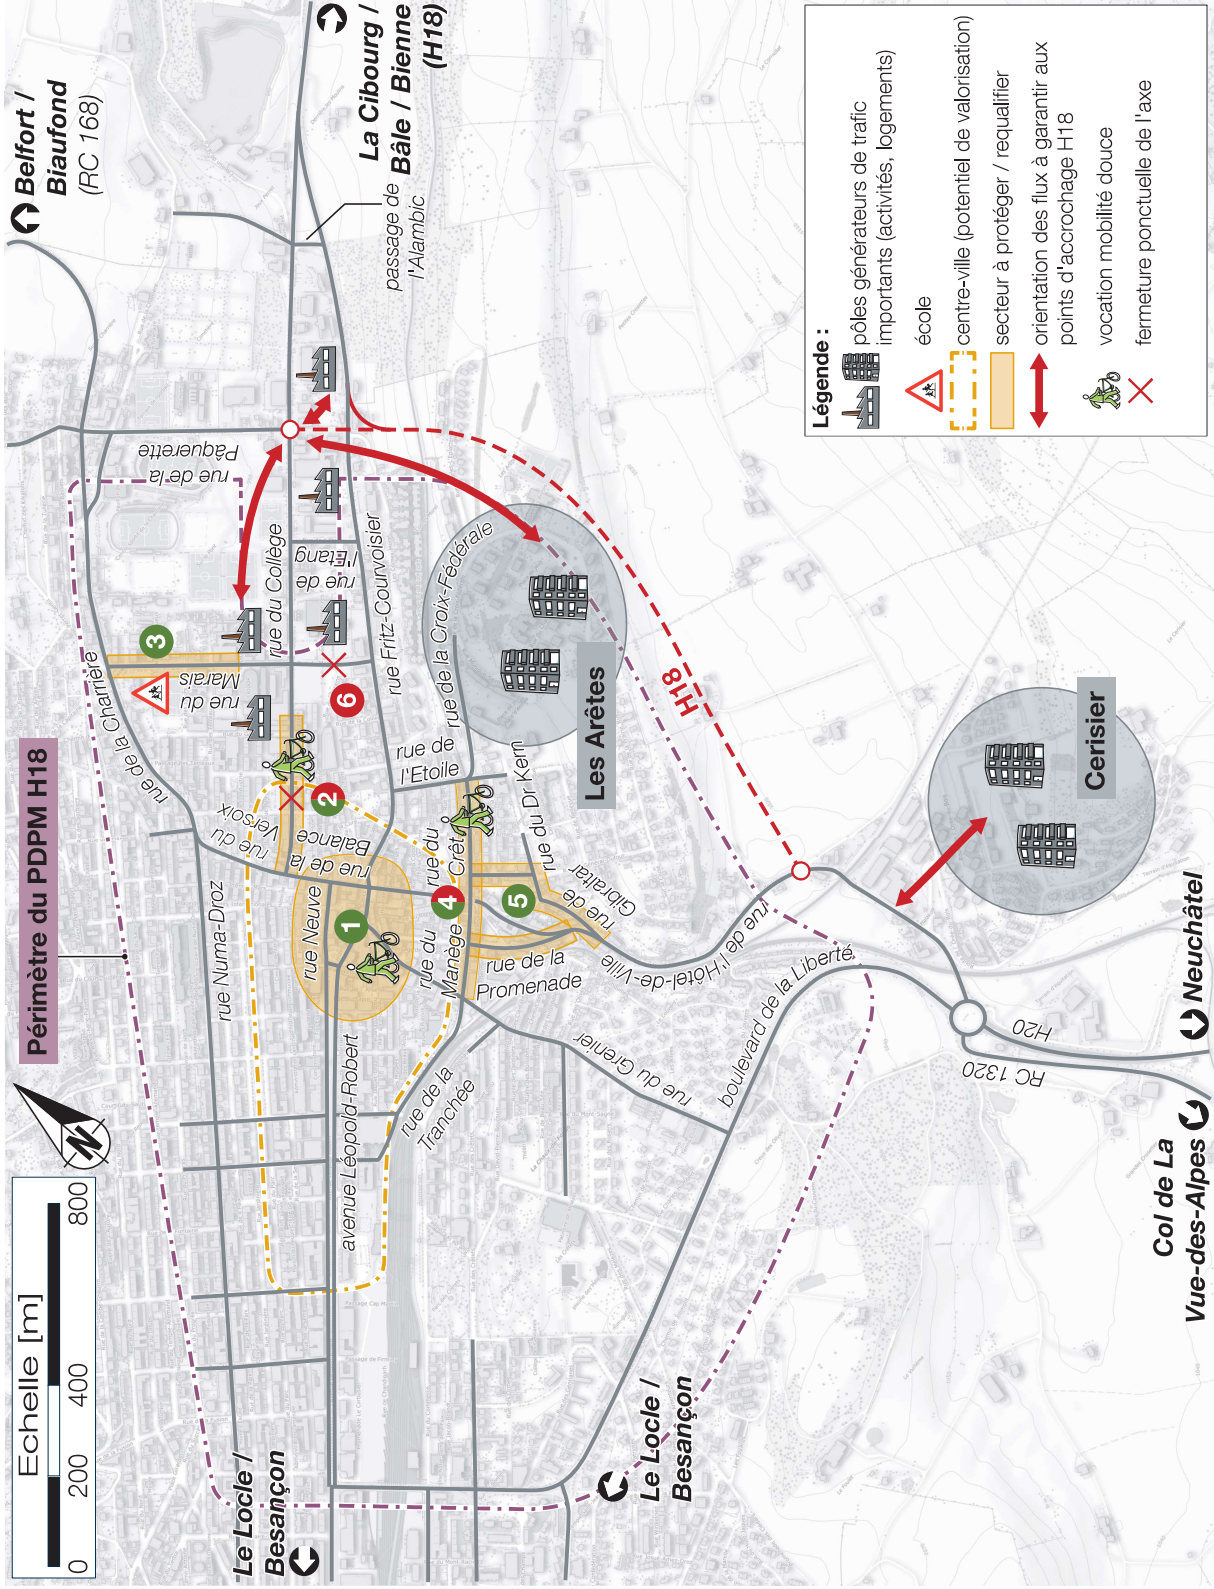 Echelle [m]
0
200
400
800
Périmètre du PDPM H18
Belfort /
Biaufond
(RC 168)
La Cibourg /
Bâle / Bienne
(H18)
passage de
l'Alambic
rue de la
Pâquerette
rue du Collège
rue de
l'Etang
rue Fritz-Courvoisier
rue de la Croix-Fédérale
rue de la Charrière
rue du
Marais
3
6
2
rue du
Versoix
rue de la
Balance
rue de
l'Etoile
rue du
Crêt
rue du Dr Kern
rue de
Gibraltar
Les Arêtes
H18
Cerisier
rue Numa-Droz
rue Neuve
1
4
5
rue du
Manège
rue de la
Promenade
rue de l'Hôtel-de-Ville
boulevard de la Liberté
rue du Grenier
rue de la
Tranchée
avenue Léopold-Robert
H20
RC 1320
Neuchâtel
Col de La
Vue-des-Alpes
Le Locle /
Besançon
Le Locle /
Besançon
Légende :
pôles générateurs de trafic
importants (activités, logements)
école
centre-ville (potentiel de valorisation)
secteur à protéger / requalifier
orientation des flux à garantir aux
points d'accrochage H18
vocation mobilité douce
fermeture ponctuelle de l'axe
N